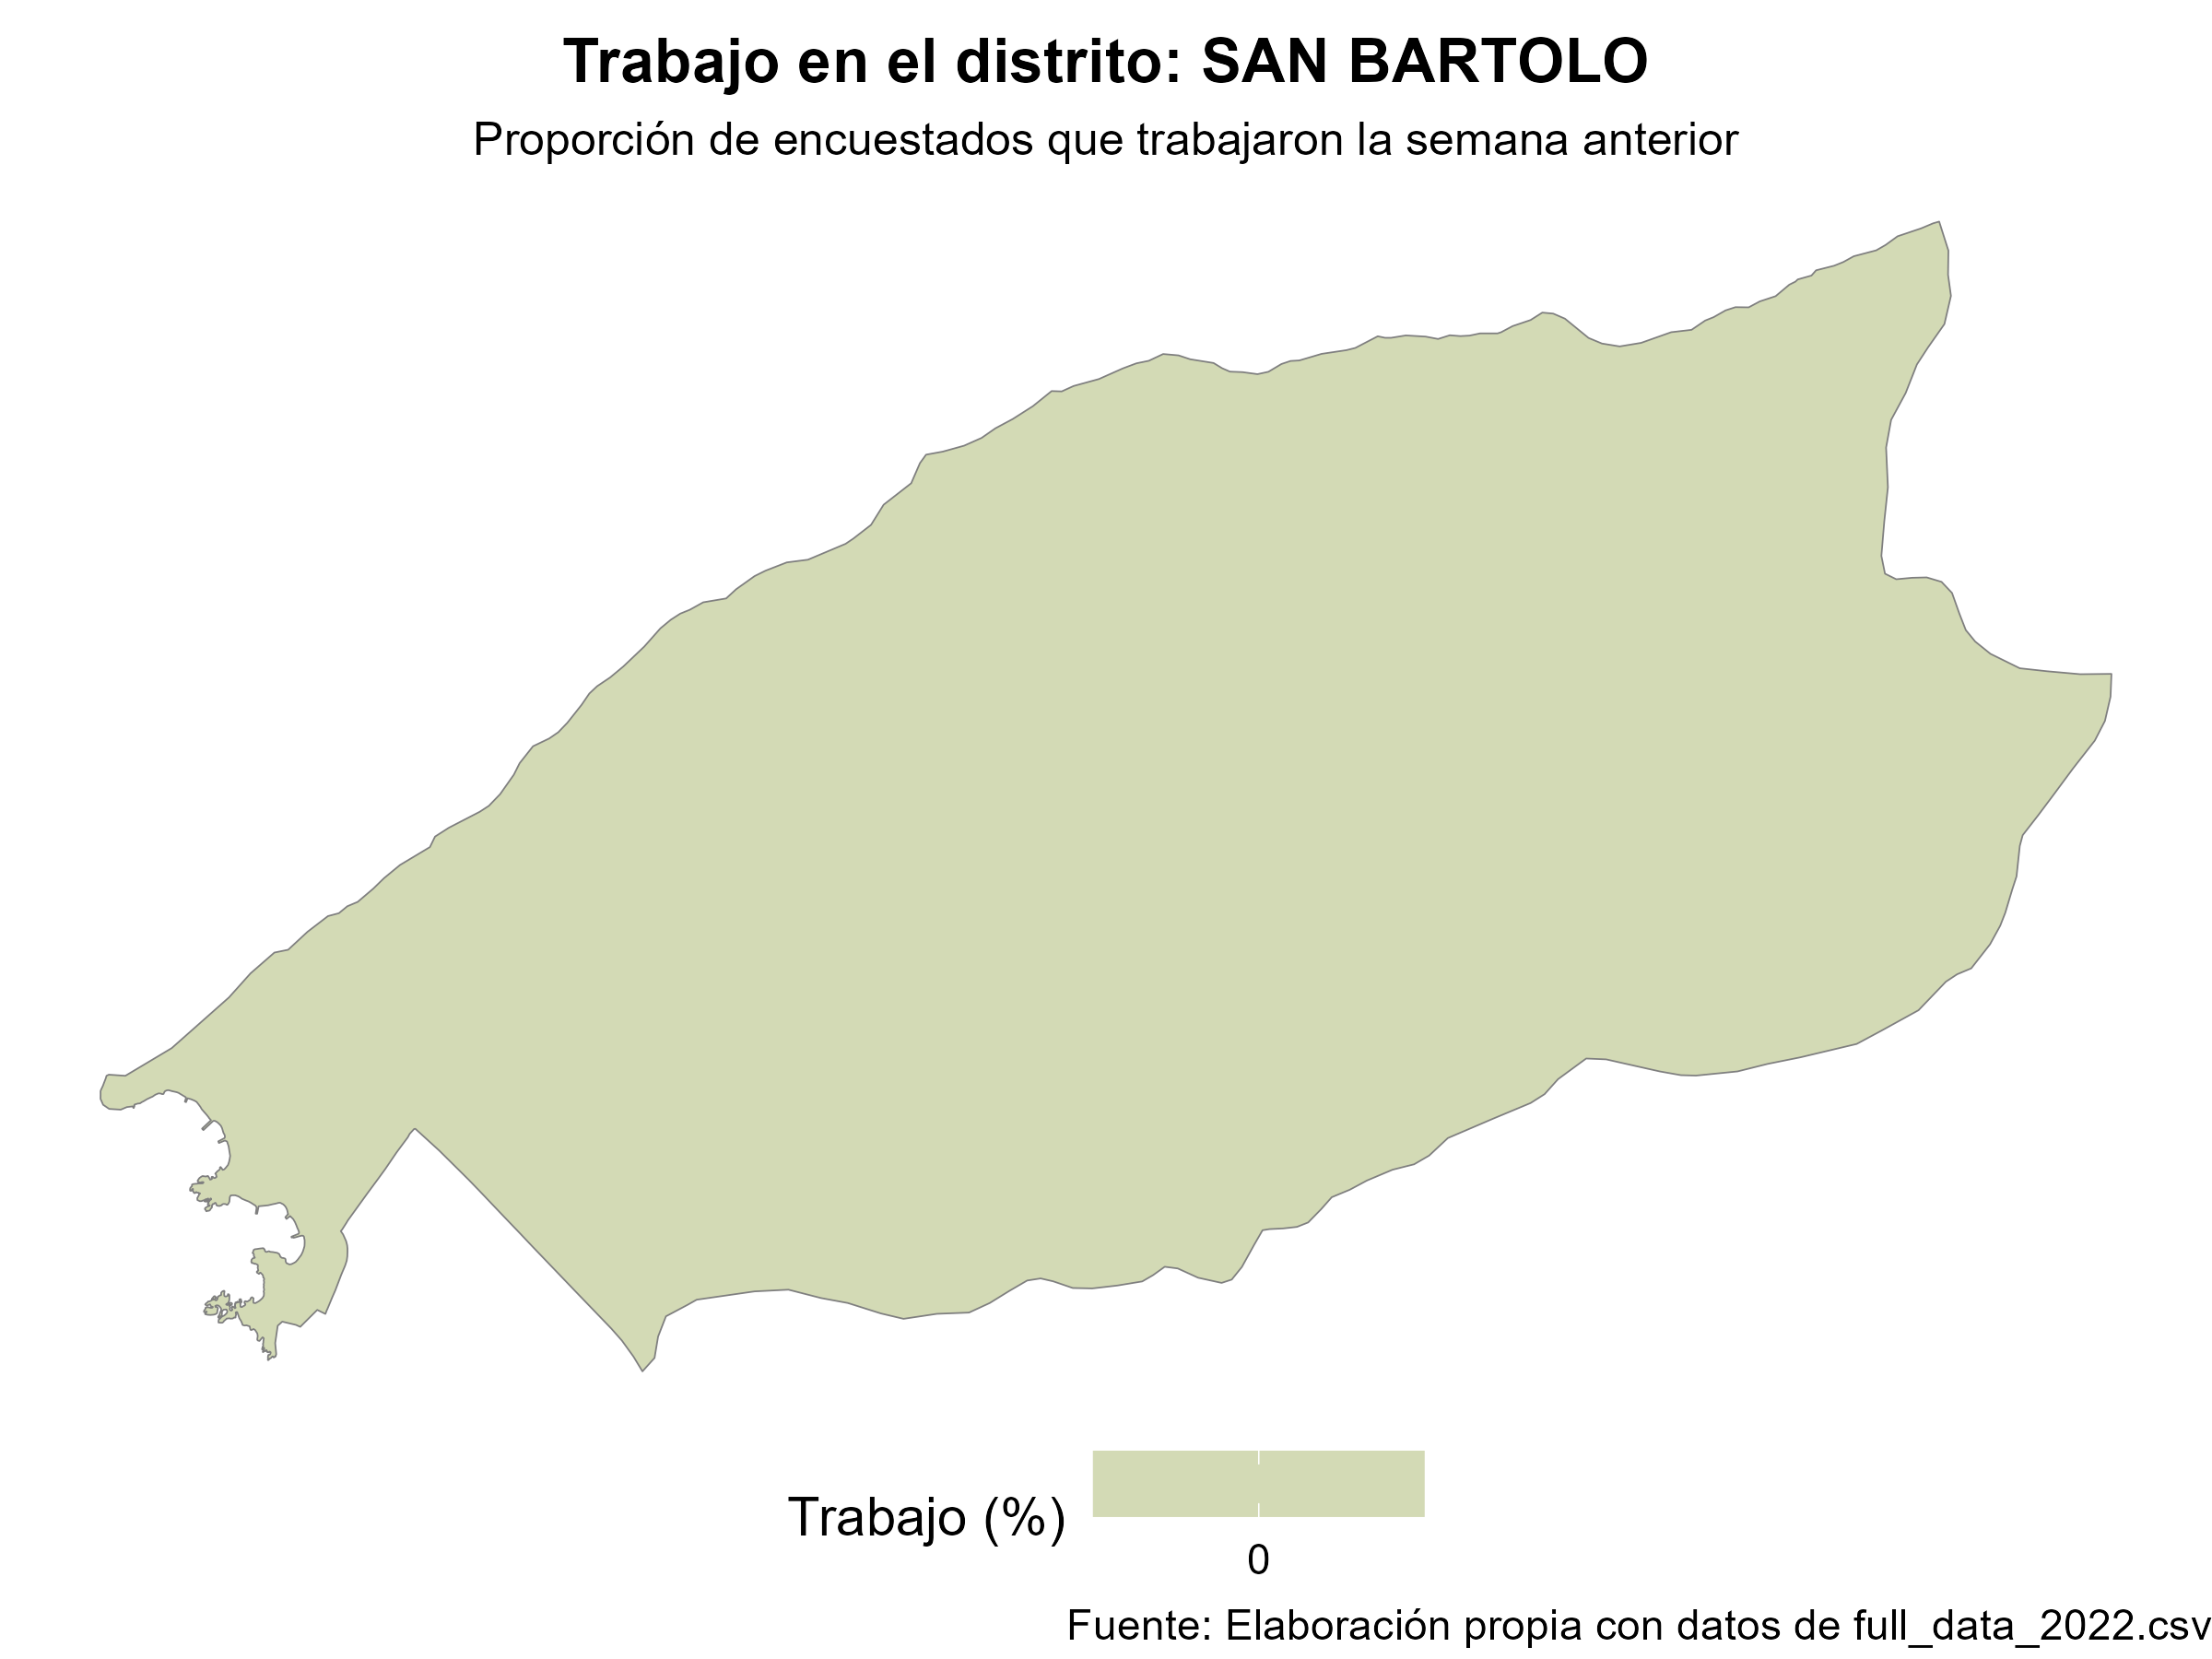 Trabajo en el distrito: SAN BARTOLO
Proporción de encuestados que trabajaron la semana anterior
Trabajo (%)
0
Fuente: Elaboración propia con datos de full_data_2022.csv